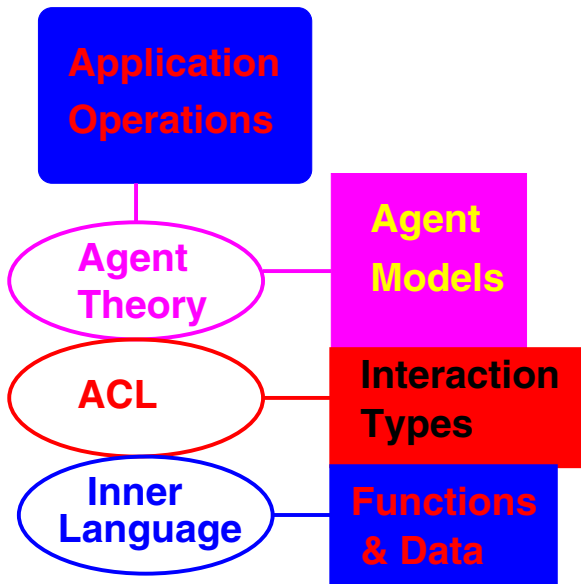 Application
Operations
Agent
Theory
Agent
Models
ACL
Interaction
Types
Inner
Language
Functions
& Data